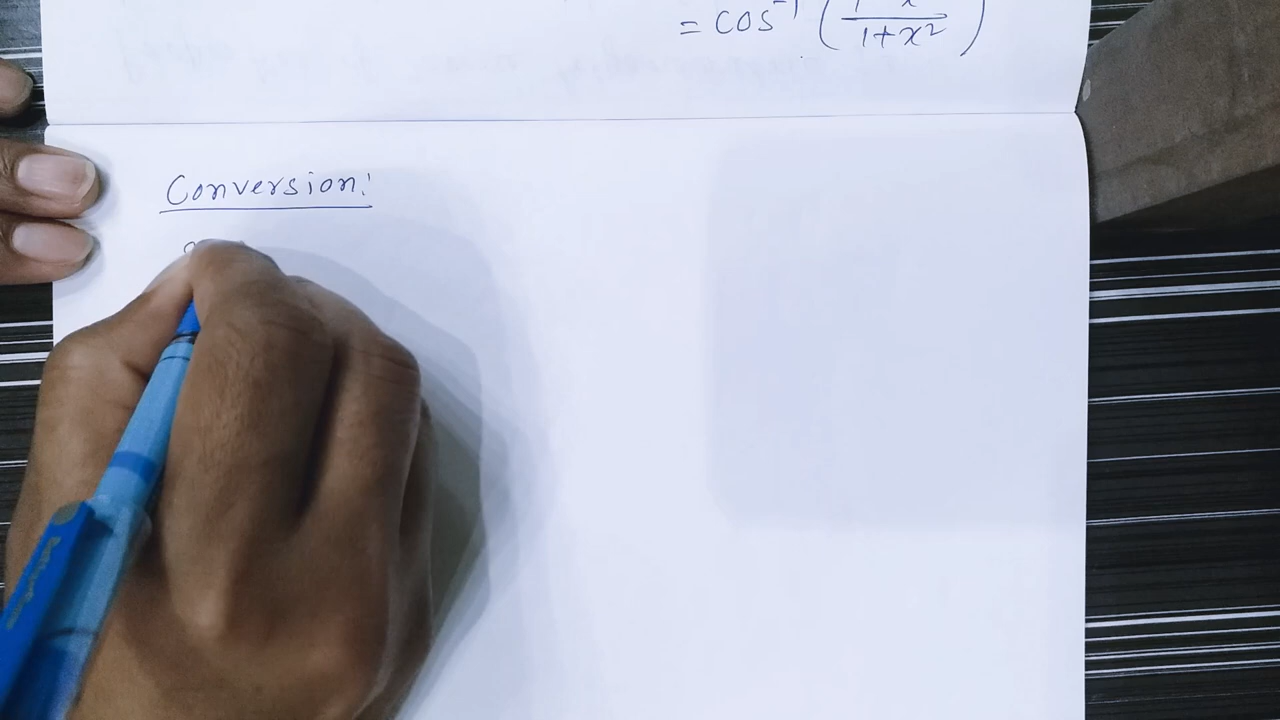 = cos⁻¹ (1-x²/1+x²)
Conversion: